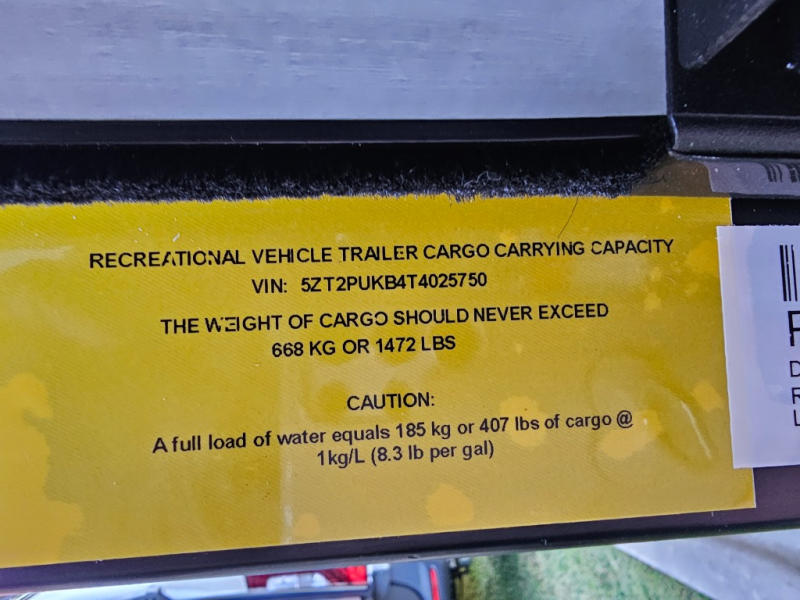 RECREATIONAL VEHICLE TRAILER CARGO CARRYING CAPACITY
VIN: 5ZT2PUKB4T4025750
THE WEIGHT OF CARGO SHOULD NEVER EXCEED
668 KG OR 1472 LBS
CAUTION:
A full load of water equals 185 kg or 407 lbs of cargo @
1kg/L (8.3 lb per gal)